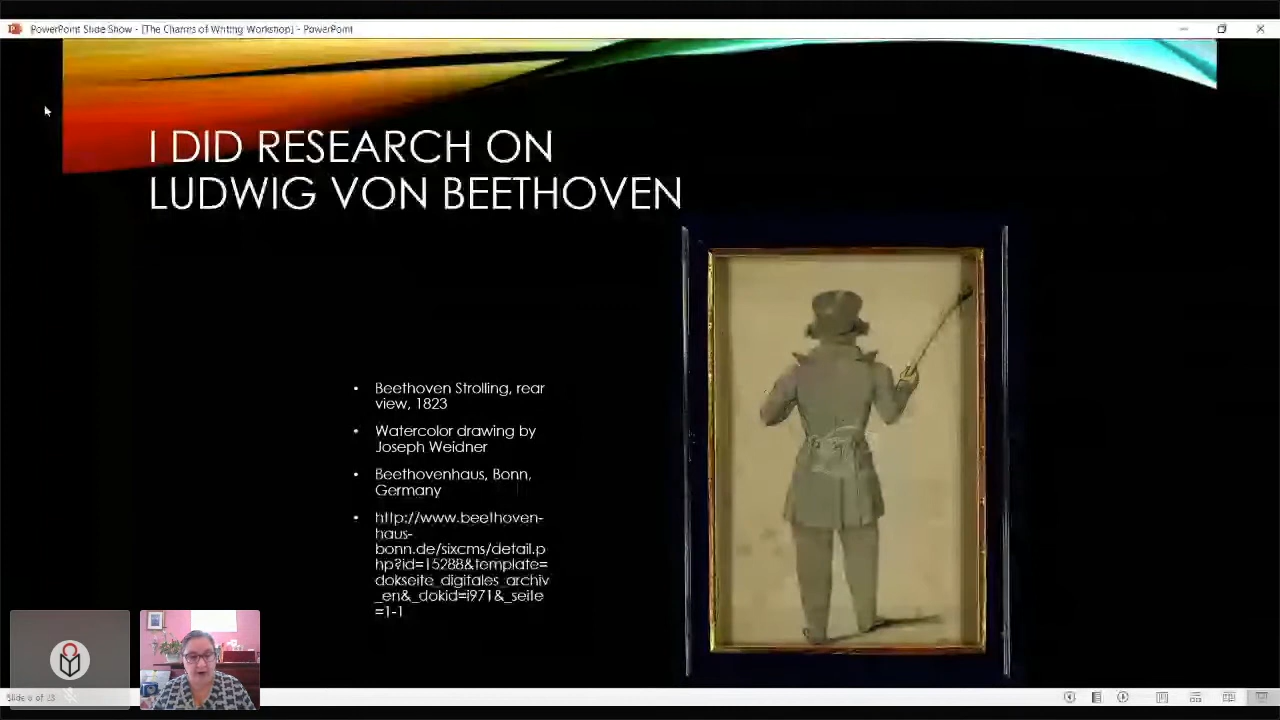 PowerPoint Slide Show - [The Charms of Writing Workshop] - PowerPoint
I DID RESEARCH ON
LUDWIG VON BEETHOVEN
• Beethoven Strolling, rear
view, 1823
• Watercolor drawing by
Joseph Weidner
• Beethovenhaus, Bonn,
Germany
• http://www.beethoven-
haus-
bonn.de/sixcms/detail.p
hp?id=15288&template=
dokseite_digitales_archiv
_en&_dokid=i971&_seite
=1-1